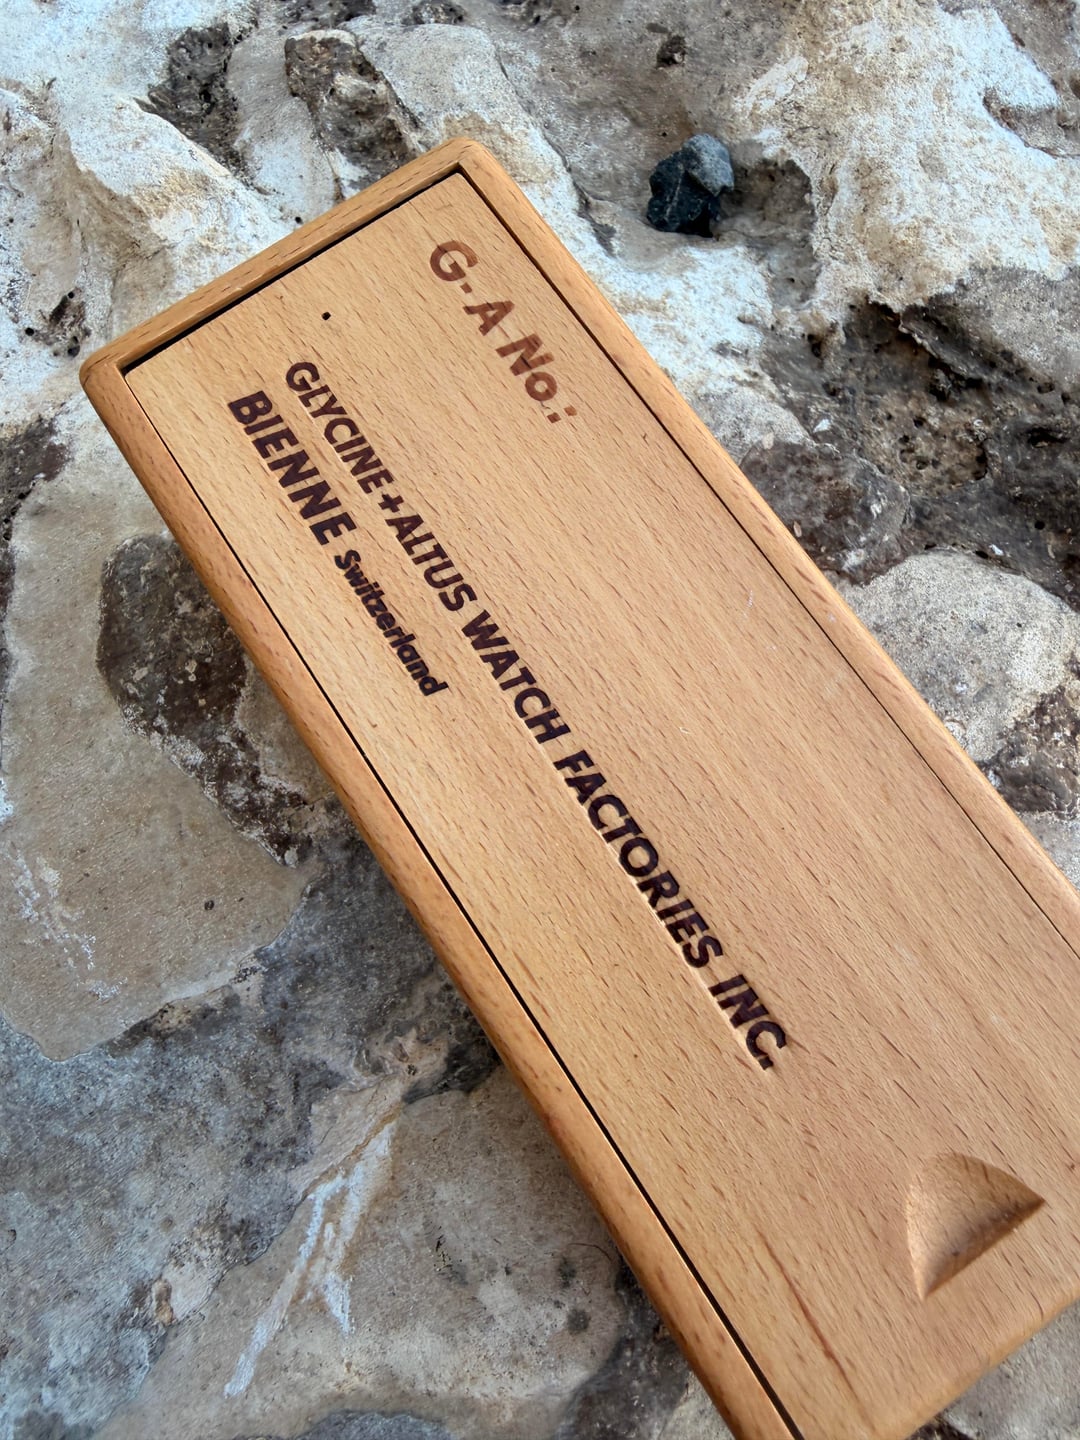 G-A No.:
GLYCINE+ALTUS WATCH FACTORIES INC
BIENNE Switzerland